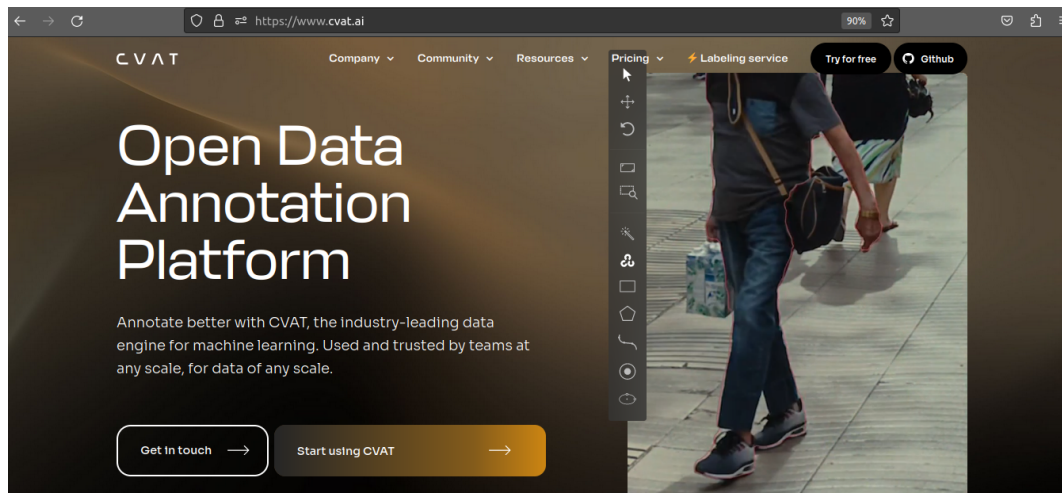 https://www.cvat.ai
90%
CVAT
Company
Community
Resources
Pricing
Labeling service
Try for free
Github
Open Data
Annotation
Platform
Annotate better with CVAT, the industry-leading data
engine for machine learning. Used and trusted by teams at
any scale, for data of any scale.
Get in touch
Start using CVAT